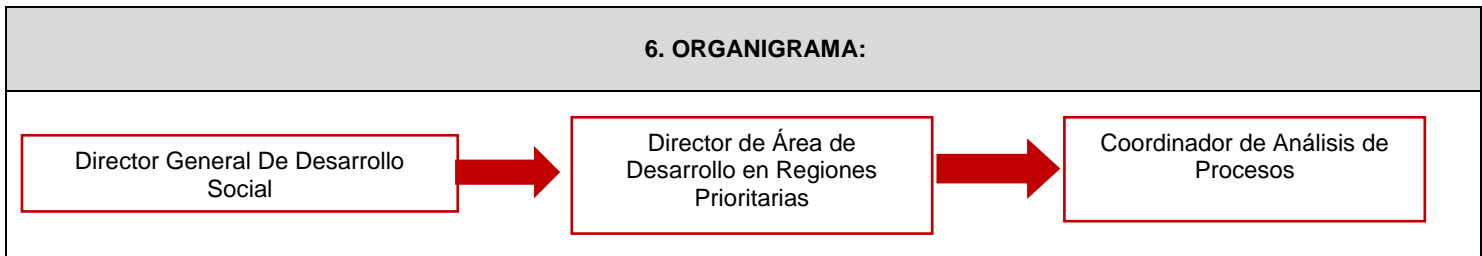 6. ORGANIGRAMA:
Director General De Desarrollo
Social
Director de Área de
Desarrollo en Regiones
Prioritarias
Coordinador de Análisis de
Procesos